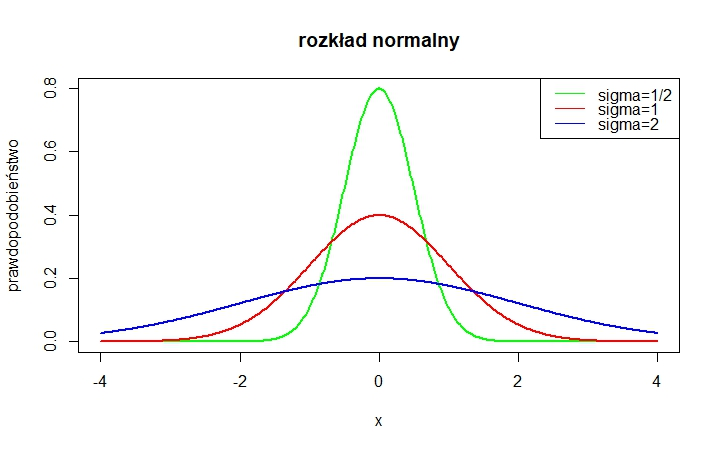 rozkład normalny
sigma=1/2
sigma=1
sigma=2
prawdopodobieństwo
0.8
0.6
0.4
0.2
0.0
-4 -2 0 2 4
x